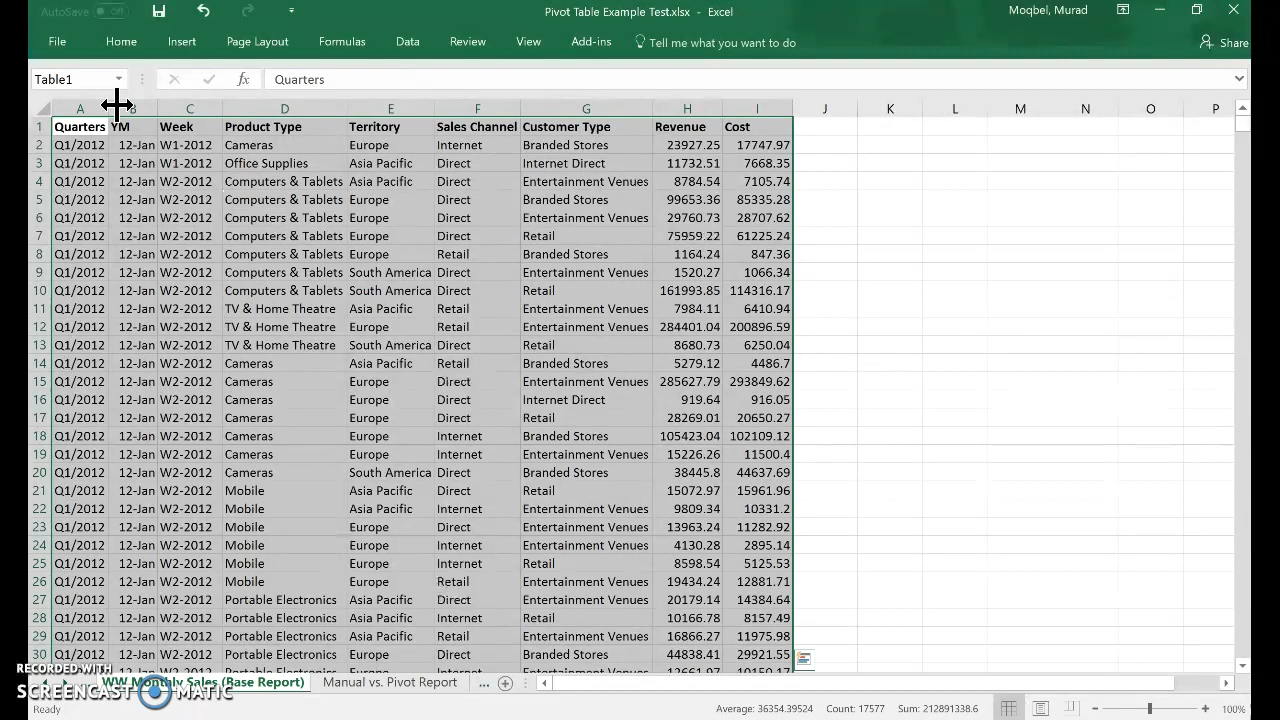 AutoSave Off Pivot Table Example Test.xlsx - Excel Moqbel, Murad
File Home Insert Page Layout Formulas Data Review View Add-ins Tell me what you want to do Share
Table1 fx Quarters
A B C D E F G H I J K L M N O P
1 Quarters YM Week Product Type Territory Sales Channel Customer Type Revenue Cost
2 Q1/2012 12-Jan W1-2012 Cameras Europe Internet Branded Stores 23927.25 17747.97
3 Q1/2012 12-Jan W1-2012 Office Supplies Asia Pacific Direct Internet Direct 11732.51 7668.35
4 Q1/2012 12-Jan W2-2012 Computers & Tablets Asia Pacific Direct Entertainment Venues 8784.54 7105.74
5 Q1/2012 12-Jan W2-2012 Computers & Tablets Europe Direct Branded Stores 99653.36 85335.28
6 Q1/2012 12-Jan W2-2012 Computers & Tablets Europe Direct Entertainment Venues 29760.73 28707.62
7 Q1/2012 12-Jan W2-2012 Computers & Tablets Europe Direct Retail 75959.22 61225.24
8 Q1/2012 12-Jan W2-2012 Computers & Tablets Europe Retail Branded Stores 1164.24 847.36
9 Q1/2012 12-Jan W2-2012 Computers & Tablets South America Direct Entertainment Venues 1520.27 1066.34
10 Q1/2012 12-Jan W2-2012 Computers & Tablets South America Direct Retail 161993.85 114316.17
11 Q1/2012 12-Jan W2-2012 TV & Home Theatre Asia Pacific Retail Entertainment Venues 7984.11 6410.94
12 Q1/2012 12-Jan W2-2012 TV & Home Theatre Europe Retail Entertainment Venues 284401.04 200896.59
13 Q1/2012 12-Jan W2-2012 TV & Home Theatre South America Direct Retail 8680.73 6250.04
14 Q1/2012 12-Jan W2-2012 Cameras Asia Pacific Retail Branded Stores 5279.12 4486.7
15 Q1/2012 12-Jan W2-2012 Cameras Europe Direct Entertainment Venues 285627.79 293849.62
16 Q1/2012 12-Jan W2-2012 Cameras Europe Direct Internet Direct 919.64 916.05
17 Q1/2012 12-Jan W2-2012 Cameras Europe Direct Retail 28269.01 20650.27
18 Q1/2012 12-Jan W2-2012 Cameras Europe Internet Branded Stores 105423.04 102109.12
19 Q1/2012 12-Jan W2-2012 Cameras Europe Internet Entertainment Venues 15226.26 11500.4
20 Q1/2012 12-Jan W2-2012 Cameras South America Direct Branded Stores 38445.8 44637.69
21 Q1/2012 12-Jan W2-2012 Mobile Asia Pacific Direct Retail 15072.97 15961.96
22 Q1/2012 12-Jan W2-2012 Mobile Asia Pacific Internet Entertainment Venues 9809.34 10331.2
23 Q1/2012 12-Jan W2-2012 Mobile Europe Direct Entertainment Venues 13963.24 11282.92
24 Q1/2012 12-Jan W2-2012 Mobile Europe Internet Entertainment Venues 4130.28 2895.14
25 Q1/2012 12-Jan W2-2012 Mobile Europe Internet Retail 8598.54 5125.53
26 Q1/2012 12-Jan W2-2012 Mobile Europe Retail Entertainment Venues 19434.24 12881.71
27 Q1/2012 12-Jan W2-2012 Portable Electronics Asia Pacific Direct Entertainment Venues 20179.14 14384.64
28 Q1/2012 12-Jan W2-2012 Portable Electronics Asia Pacific Internet Retail 10166.78 8157.49
29 Q1/2012 12-Jan W2-2012 Portable Electronics Asia Pacific Retail Entertainment Venues 16866.27 11975.98
30 Q1/2012 12-Jan W2-2012 Portable Electronics Europe Direct Entertainment Venues 44838.41 29921.55
RECORDED WITH
SCREENCAST MATIC
WW Monthly Sales (Base Report) Manual vs. Pivot Report ...
Ready Average: 36354.39524 Count: 17577 Sum: 212891338.6 100%